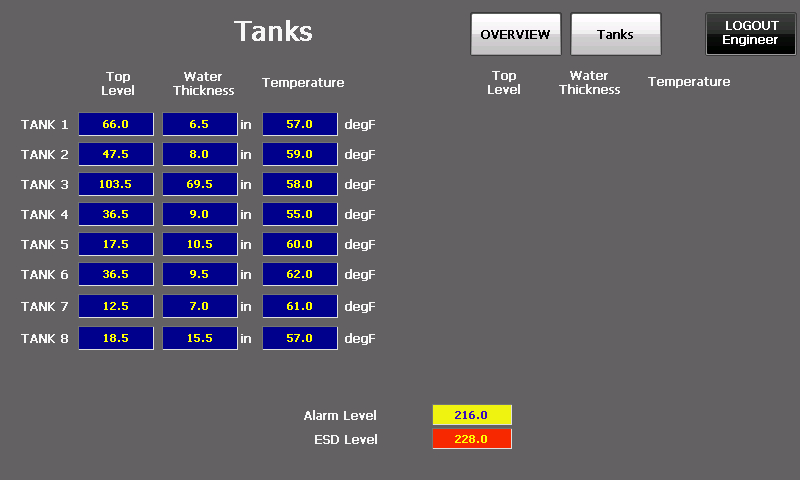 Tanks
OVERVIEW
Tanks
LOGOUT
Engineer
Top
Level
Water
Thickness
Temperature
Top
Level
Water
Thickness
Temperature
TANK 1 66.0 6.5 in 57.0 degF
TANK 2 47.5 8.0 in 59.0 degF
TANK 3 103.5 69.5 in 58.0 degF
TANK 4 36.5 9.0 in 55.0 degF
TANK 5 17.5 10.5 in 60.0 degF
TANK 6 36.5 9.5 in 62.0 degF
TANK 7 12.5 7.0 in 61.0 degF
TANK 8 18.5 15.5 in 57.0 degF
Alarm Level 216.0
ESD Level 228.0